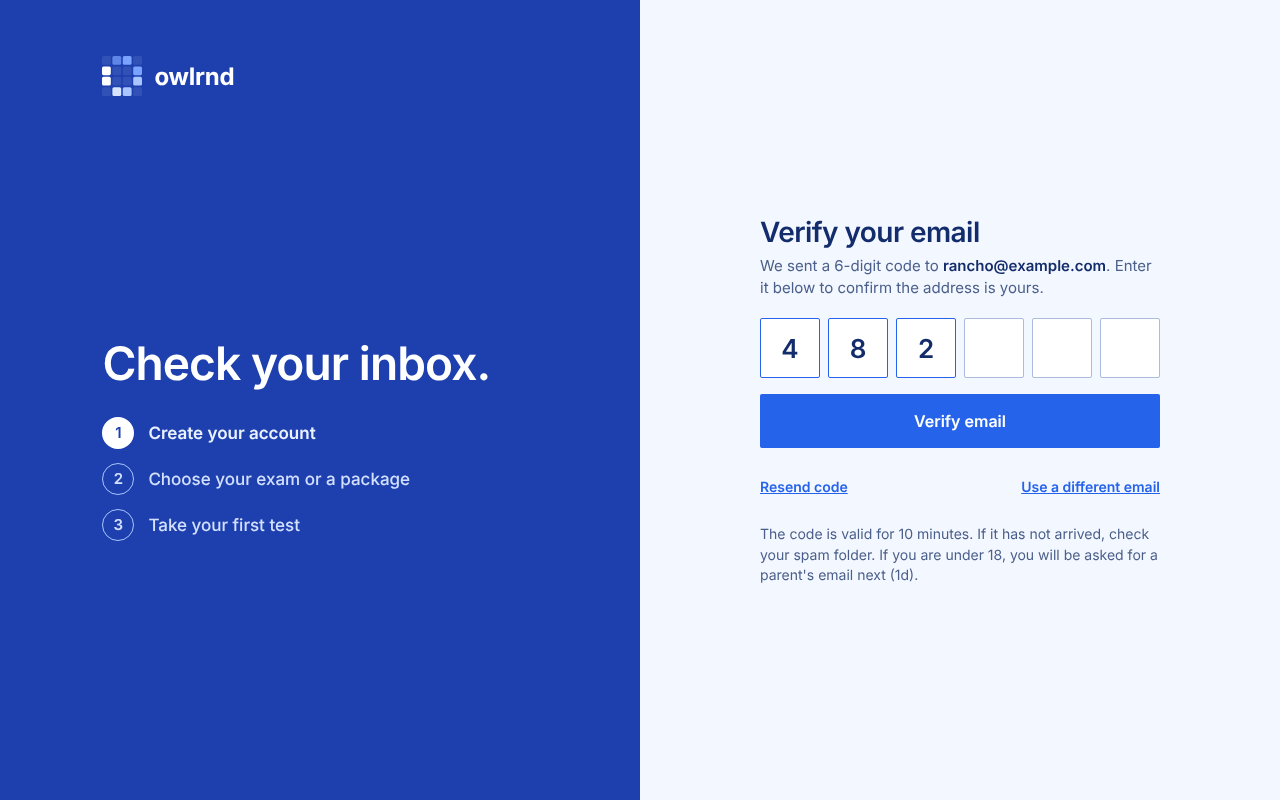 owlrnd
Check your inbox.
1 Create your account
2 Choose your exam or a package
3 Take your first test
Verify your email
We sent a 6-digit code to rancho@example.com. Enter
it below to confirm the address is yours.
4 8 2
Verify email
Resend code Use a different email
The code is valid for 10 minutes. If it has not arrived, check
your spam folder. If you are under 18, you will be asked for a
parent's email next (1d).